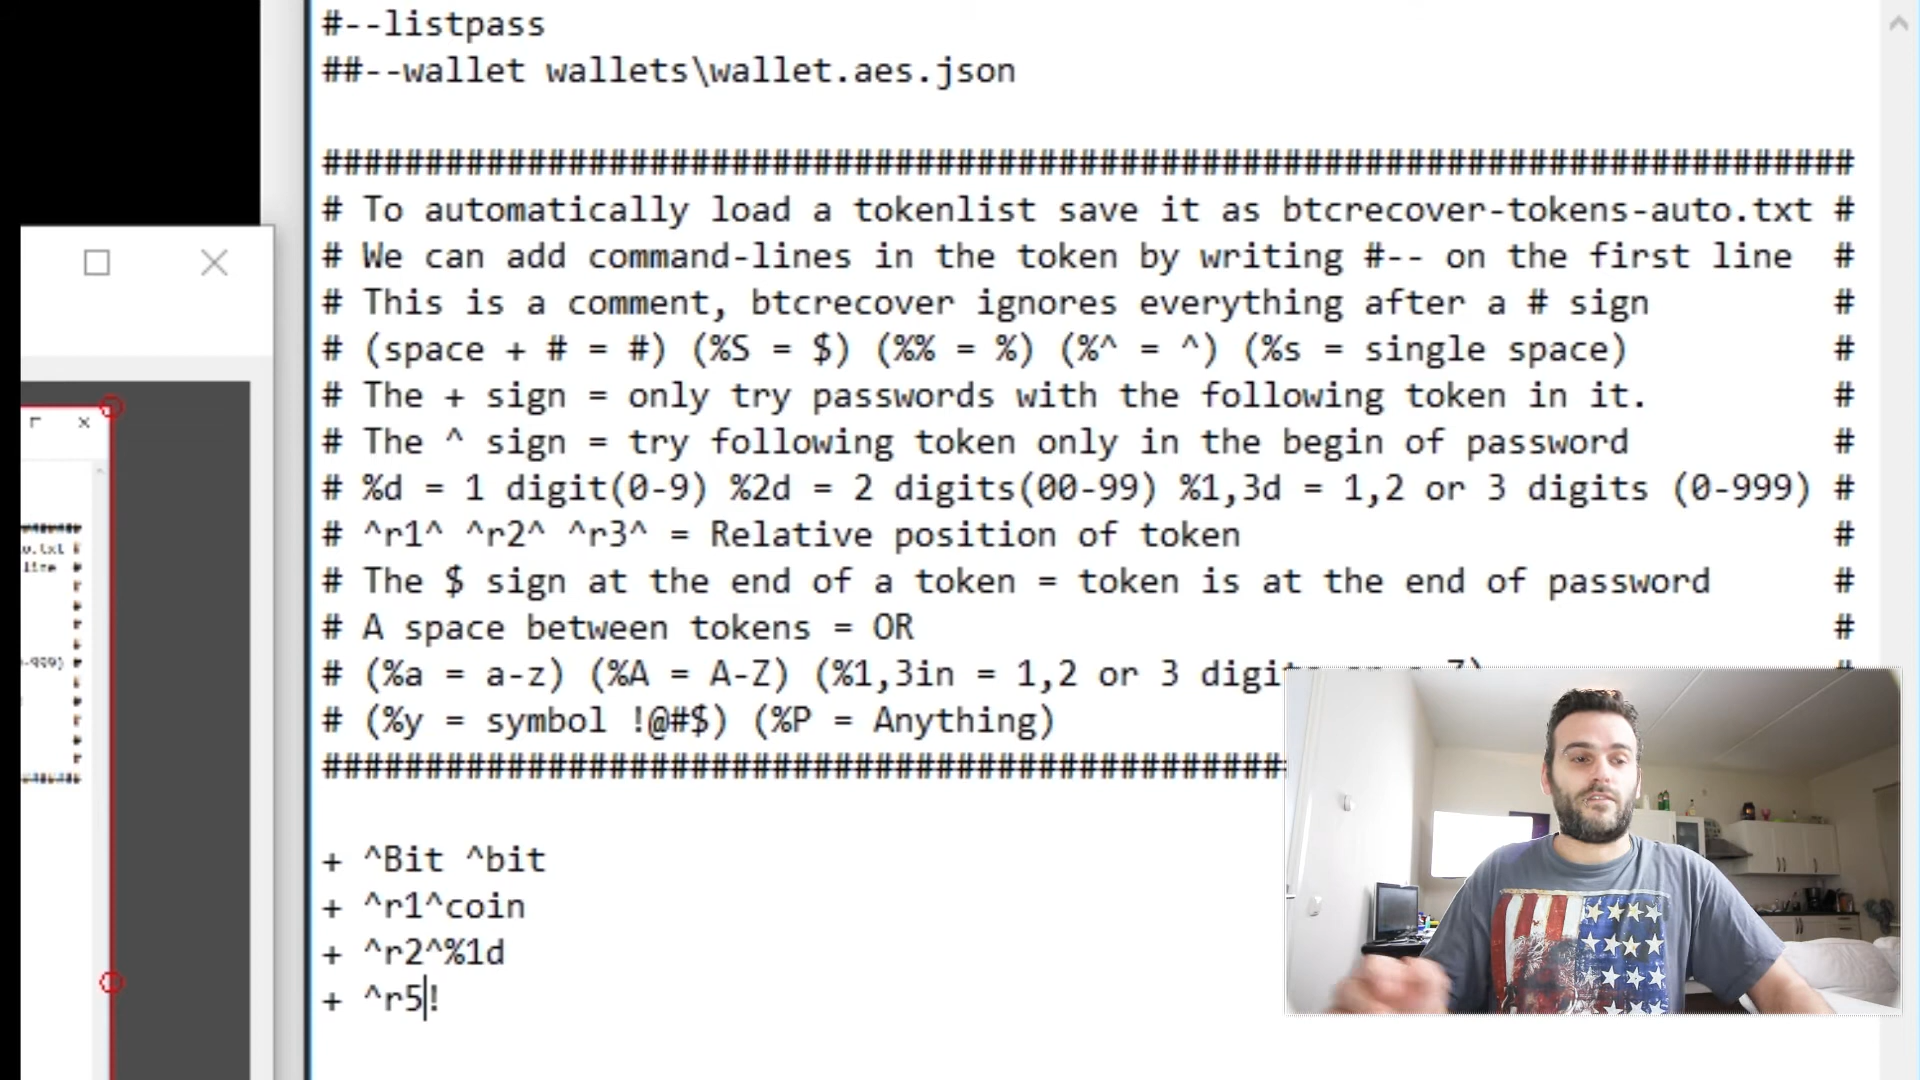 #--listpass
##--wallet wallets\wallet.aes.json
###########################################################################
# To automatically load a tokenlist save it as btcrecover-tokens-auto.txt #
# We can add command-lines in the token by writing #-- on the first line #
# This is a comment, btcrecover ignores everything after a # sign #
# (space + # = #) (%S = $) (%% = %) (%^ = ^) (%s = single space) #
# The + sign = only try passwords with the following token in it. #
# The ^ sign = try following token only in the begin of password #
# %d = 1 digit(0-9) %2d = 2 digits(00-99) %1,3d = 1,2 or 3 digits (0-999) #
# ^r1^ ^r2^ ^r3^ = Relative position of token #
# The $ sign at the end of a token = token is at the end of password #
# A space between tokens = OR #
# (%a = a-z) (%A = A-Z) (%1,3in = 1,2 or 3
# (%y = symbol !@#$) (%P = Anything)
###############################################
+ ^Bit ^bit
+ ^r1^coin
+ ^r2^%1d
+ ^r5!